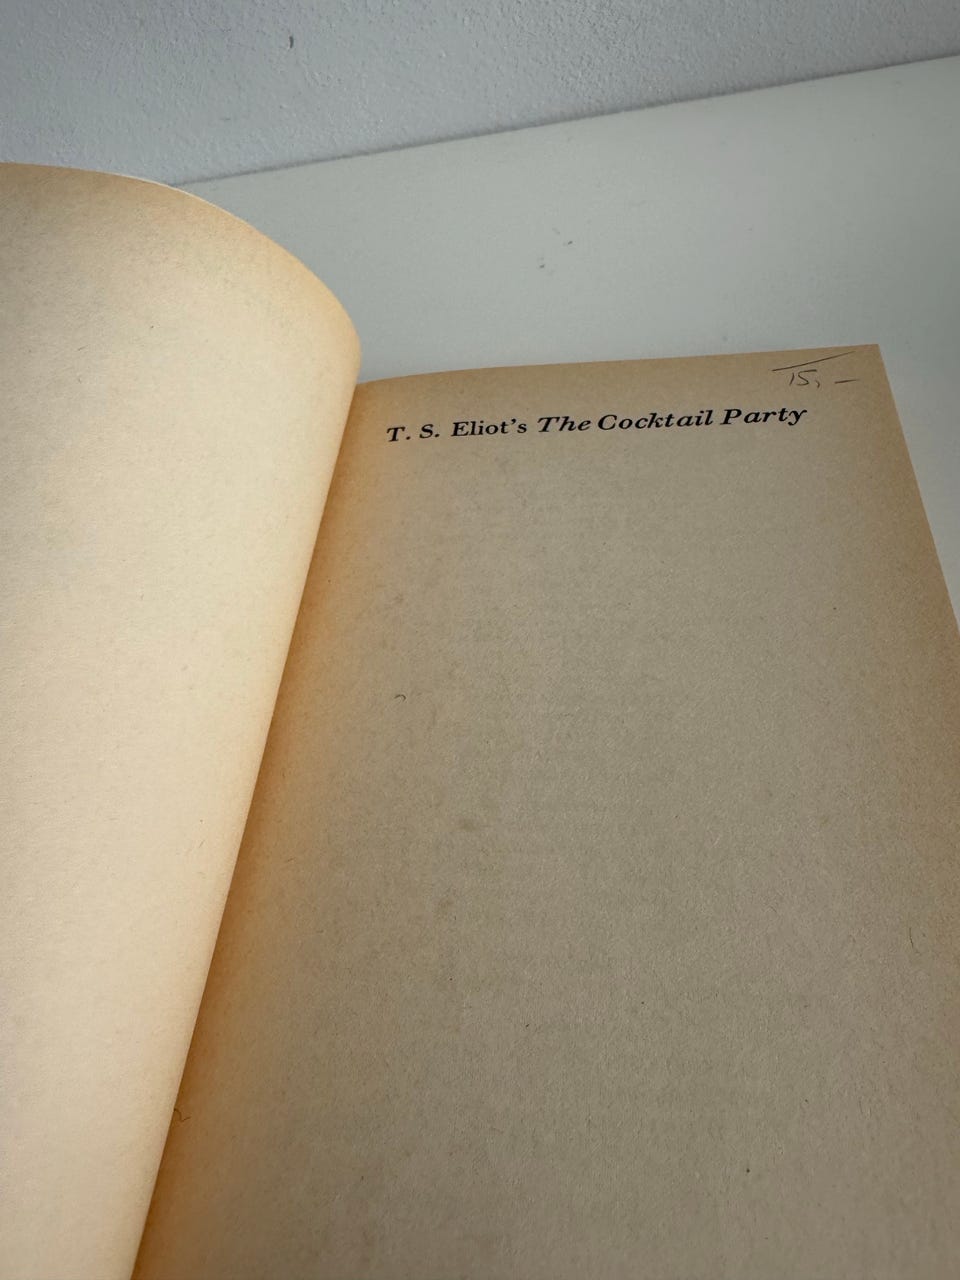 15,-
T. S. Eliot's The Cocktail Party